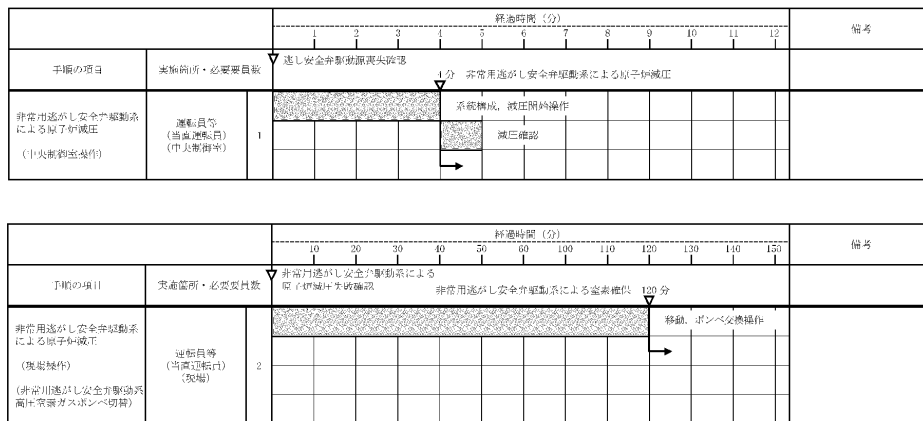 経過時間（分）
備考
1 2 3 4 5 6 7 8 9 10 11 12
手順の項目
実施箇所・必要要員数
逃し安全弁駆動源喪失確認
4分 非常用逃がし安全弁駆動系による原子炉減圧
系統構成，減圧開始操作
非常用逃がし安全弁駆動系
による原子炉減圧
（中央制御室操作）
運転員等
（当直運転員）
（中央制御室）
1
減圧確認
経過時間（分）
備考
10 20 30 40 50 60 70 80 90 100 110 120 130 140 150
手順の項目
実施箇所・必要要員数
非常用逃がし安全弁駆動系による
原子炉減圧失敗確認
非常用逃がし安全弁駆動系による窒素確保 120分
移動，ボンベ交換操作
非常用逃がし安全弁駆動系
による原子炉減圧
（現場操作）
（非常用逃がし安全弁駆動系
高圧窒素ガスボンベ切替）
運転員等
（当直運転員）
（現場）
2